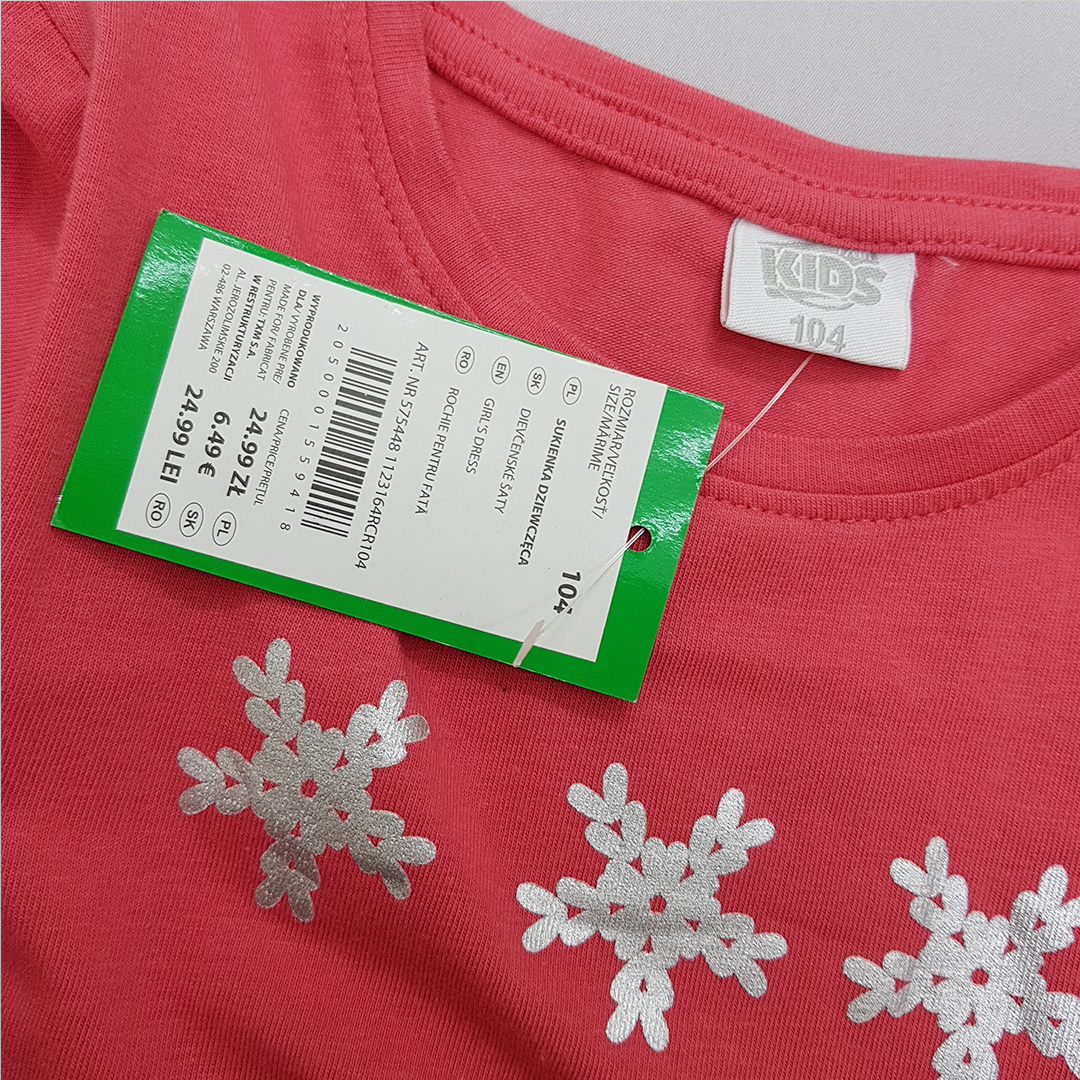 KIDS
104
ROZMIAR/VEĽKOSŤ/
SIZE/MĂRIME
104
PL SUKIENKA DZIEWCZĘCA
SK DIEVČENSKÉ ŠATY
EN GIRL'S DRESS
RO ROCHIE PENTRU FATĂ
ART. NR 575448 1123164RCR104
2050001559418
WYPRODUKOWANO
DLA/VYROBENÉ PRE/
MADE FOR/ FABRICAT
PENTRU: TXM S.A.
W RESTRUKTURYZACJI
AL. JEROZOLIMSKIE 200
02-486 WARSZAWA
CENA/PRICE/PREȚUL
24.99 ZŁ PL
6.49 € SK
24.99 LEI RO